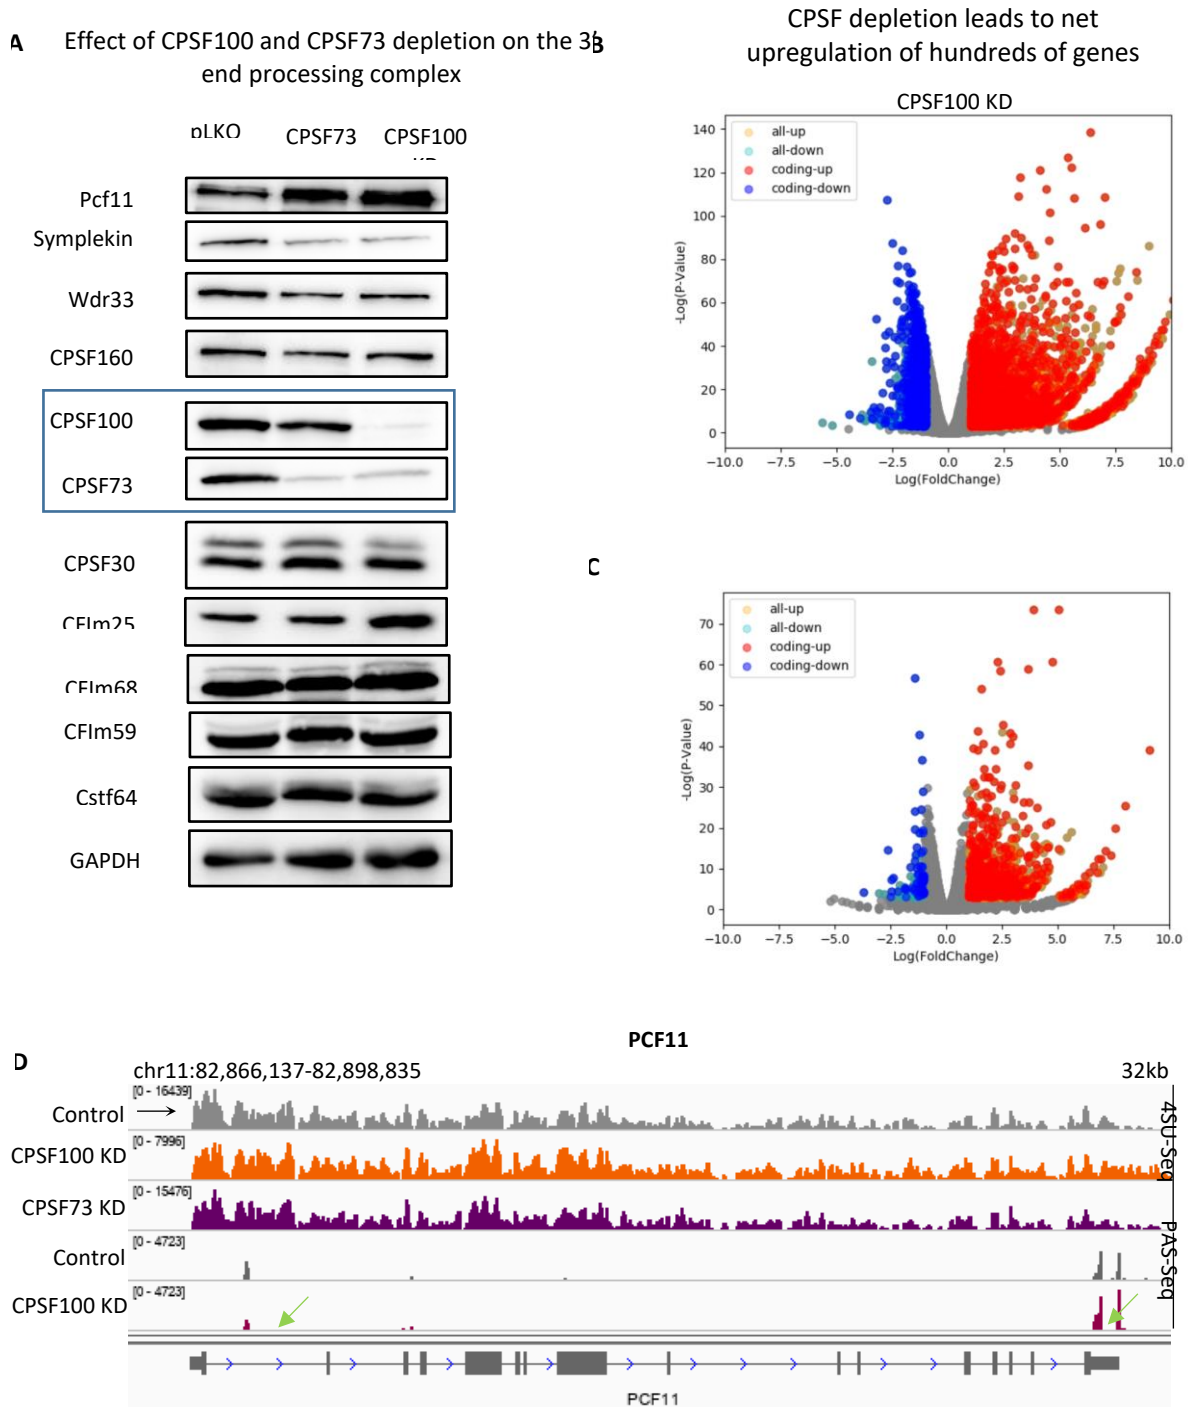 A
Effect of CPSF100 and CPSF73 depletion on the 3'
end processing complex
pLKO
CPSF73
CPSF100
KD
Pcf11
Symplekin
Wdr33
CPSF160
CPSF100
CPSF73
CPSF30
CFIm25
CFIm68
CFIm59
Cstf64
GAPDH
B
CPSF depletion leads to net
upregulation of hundreds of genes
CPSF100 KD
all-up
all-down
coding-up
coding-down
140
120
100
80
60
40
20
0
-Log(P-Value)
−10.0 −7.5 −5.0 −2.5 0.0 2.5 5.0 7.5 10.0
Log(FoldChange)
C
all-up
all-down
coding-up
coding-down
70
60
50
40
30
20
10
0
-Log(P-Value)
−10.0 −7.5 −5.0 −2.5 0.0 2.5 5.0 7.5 10.0
Log(FoldChange)
D
PCF11
chr11:82,866,137-82,898,835
32kb
Control
[0 - 16439]
CPSF100 KD
[0 - 7996]
CPSF73 KD
[0 - 15476]
Control
[0 - 4723]
CPSF100 KD
[0 - 4723]
4SU-Seq
PAS-Seq
PCF11